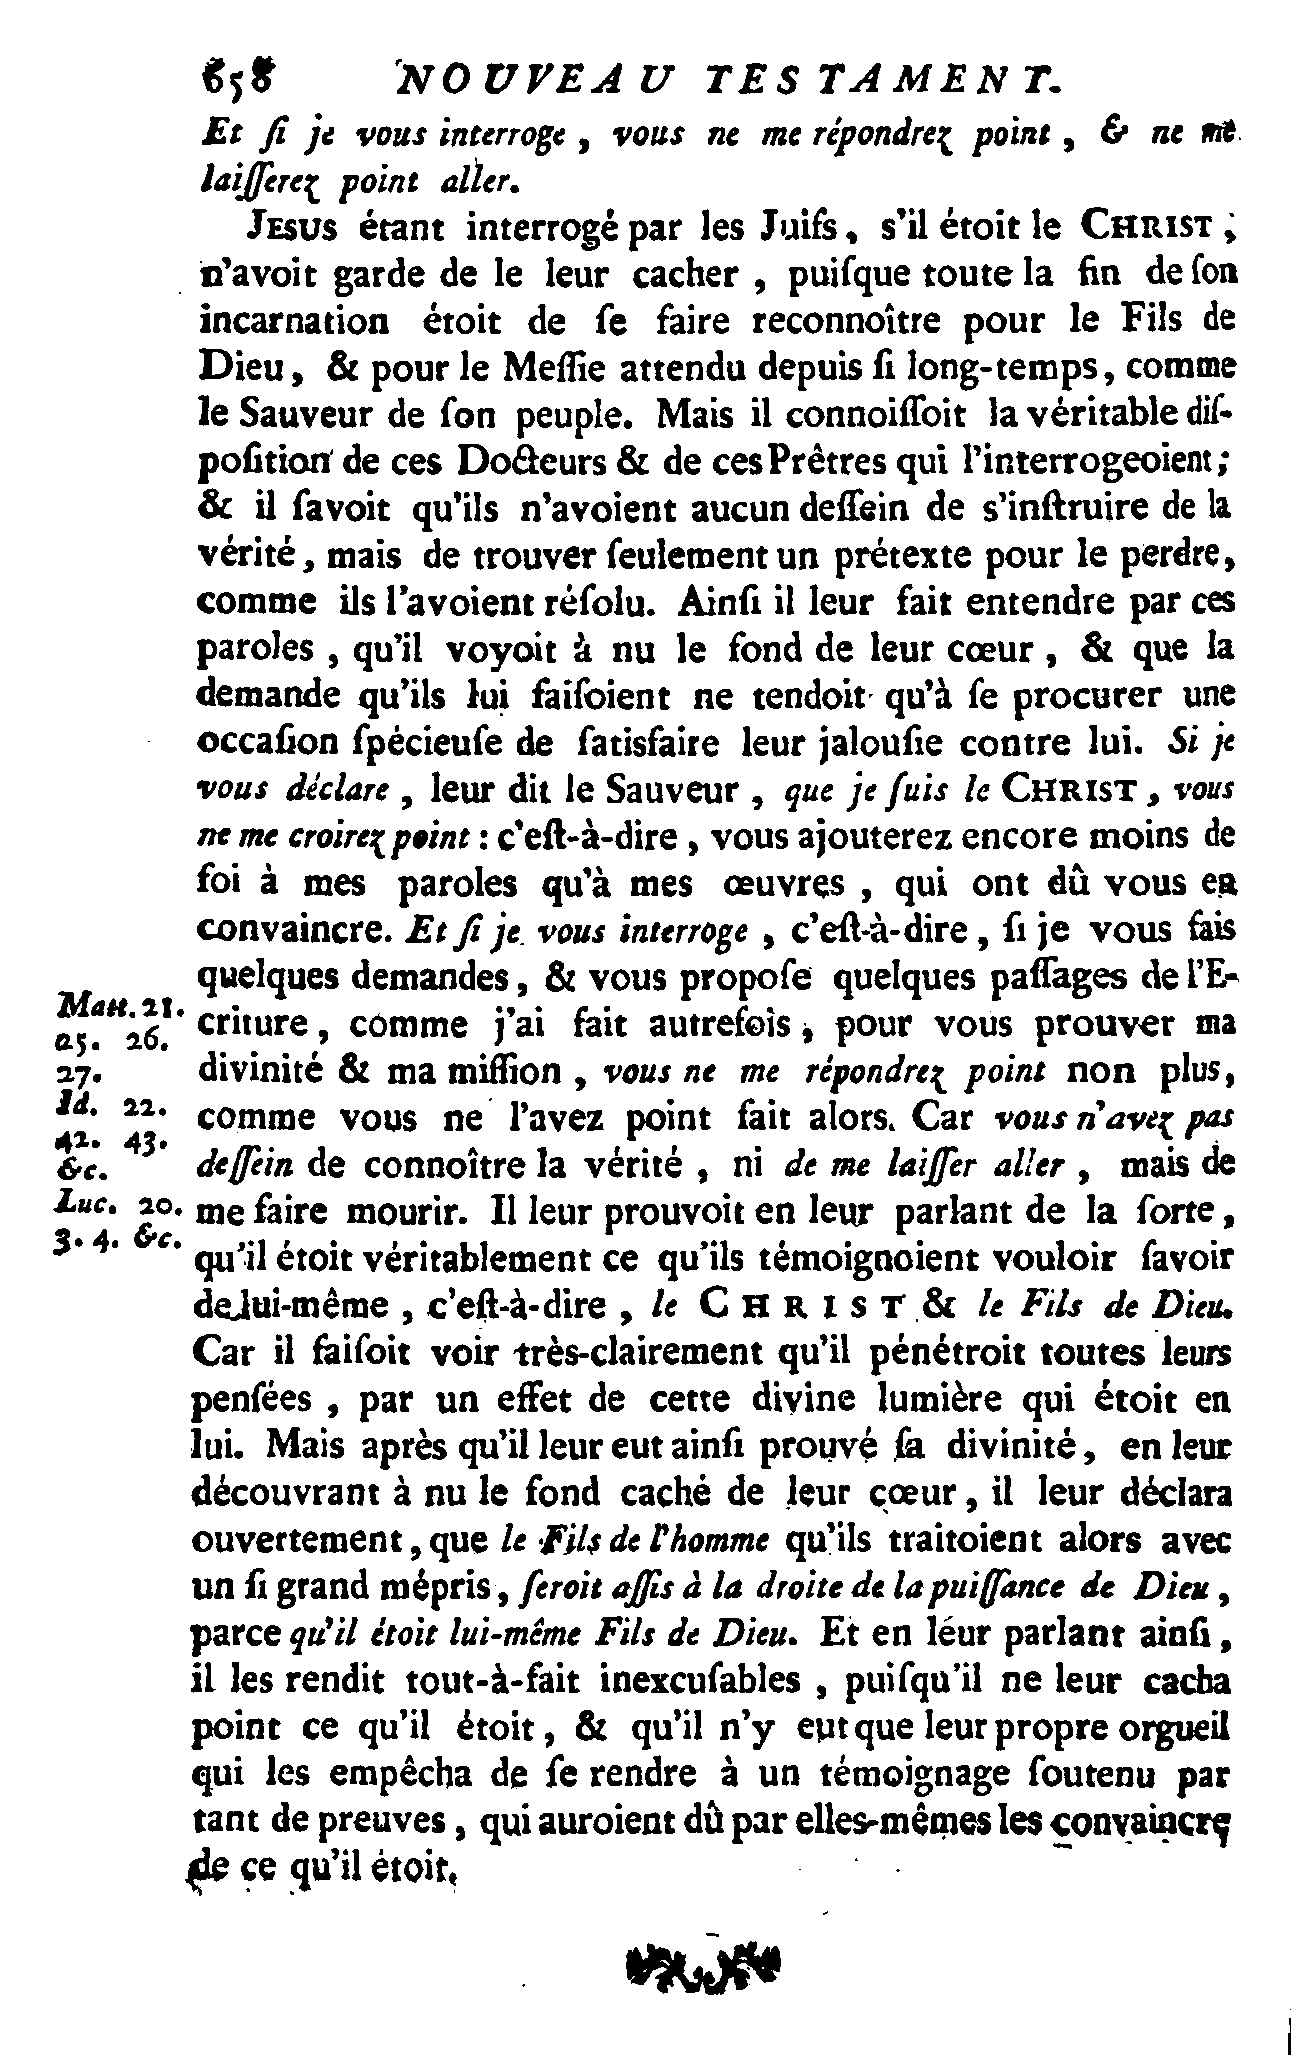 658 NOUVEAU TESTAMENT.
Et ſi je vous interroge, vous ne me répondrez point, & ne me
laiſſerez point aller.
JESUS étant interrogé par les Juifs, s'il étoit le CHRIST,
n'avoit garde de le leur cacher, puiſque toute la fin de ſon
incarnation étoit de ſe faire reconnoître pour le Fils de
Dieu, & pour le Meſſie attendu depuis ſi long-temps, comme
le Sauveur de ſon peuple. Mais il connoiſſoit la véritable diſ-
poſition de ces Docteurs & de ces Prêtres qui l'interrogeoient;
& il ſavoit qu'ils n'avoient aucun deſſein de s'inſtruire de la
vérité, mais de trouver ſeulement un prétexte pour le perdre,
comme ils l'avoient réſolu. Ainſi il leur fait entendre par ces
paroles, qu'il voyoit à nu le fond de leur cœur, & que la
demande qu'ils lui faiſoient ne tendoit qu'à ſe procurer une
occaſion ſpécieuſe de ſatisfaire leur jalouſie contre lui. Si je
vous déclare, leur dit le Sauveur, que je ſuis le CHRIST, vous
ne me croirez point : c'eſt-à-dire, vous ajouterez encore moins de
foi à mes paroles qu'à mes œuvres, qui ont dû vous en
convaincre. Et ſi je vous interroge, c'eſt-à-dire, ſi je vous fais
quelques demandes, & vous propoſe quelques paſſages de l'E-
criture, comme j'ai fait autrefois, pour vous prouver ma
divinité & ma miſſion, vous ne me répondrez point non plus,
comme vous ne l'avez point fait alors. Car vous n'avez pas
deſſein de connoître la vérité, ni de me laiſſer aller, mais de
me faire mourir. Il leur prouvoit en leur parlant de la ſorte,
qu'il étoit véritablement ce qu'ils témoignoient vouloir ſavoir
de lui-même, c'eſt-à-dire, le CHRIST & le Fils de Dieu.
Car il faiſoit voir très-clairement qu'il pénétroit toutes leurs
penſées, par un effet de cette divine lumière qui étoit en
lui. Mais après qu'il leur eut ainſi prouvé ſa divinité, en leur
découvrant à nu le fond caché de leur cœur, il leur déclara
ouvertement, que le Fils de l'homme qu'ils traitoient alors avec
un ſi grand mépris, ſeroit aſſis à la droite de la puiſſance de Dieu,
parce qu'il étoit lui-même Fils de Dieu. Et en leur parlant ainſi,
il les rendit tout-à-fait inexcuſables, puiſqu'il ne leur cacha
point ce qu'il étoit, & qu'il n'y eut que leur propre orgueil
qui les empêcha de ſe rendre à un témoignage ſoutenu par
tant de preuves, qui auroient dû par elles-mêmes les convaincre
de ce qu'il étoit.
Matt. 21.
25. 26.
27.
Id. 22.
42. 43.
&c.
Luc. 20.
3. 4. &c.